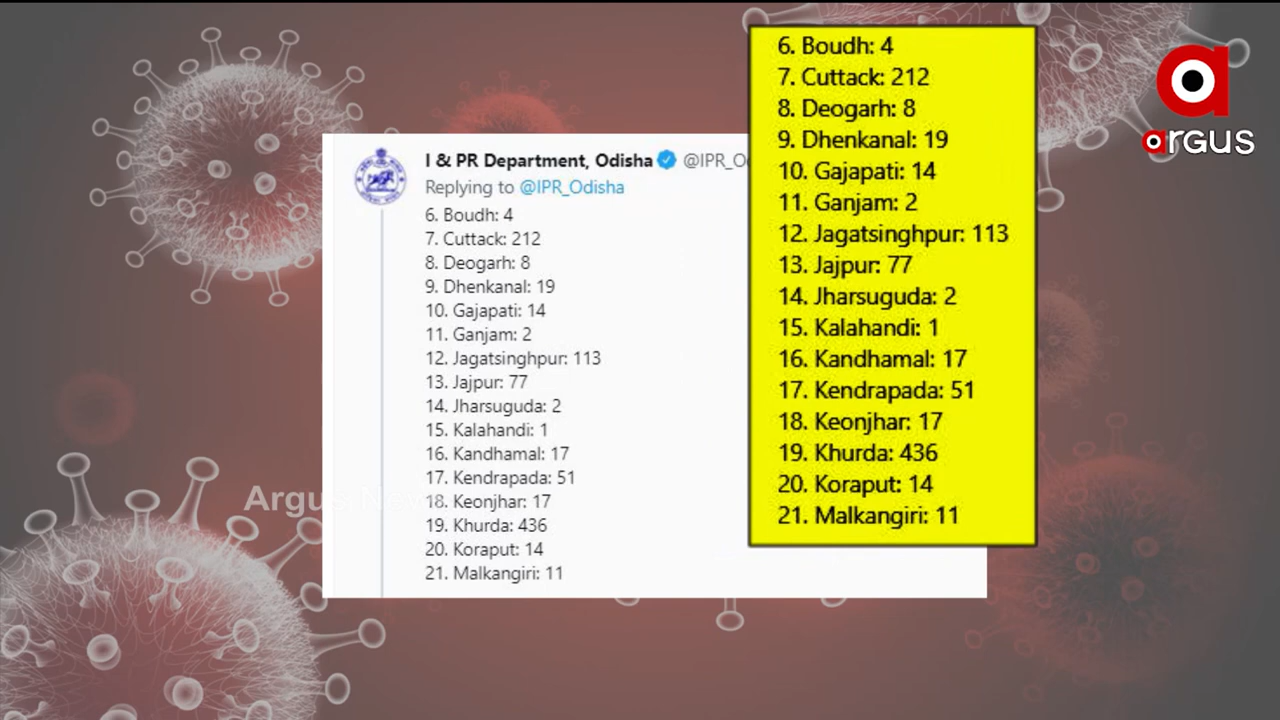 I & PR Department, Odisha @IPR_O
Replying to @IPR_Odisha
6. Boudh: 4
7. Cuttack: 212
8. Deogarh: 8
9. Dhenkanal: 19
10. Gajapati: 14
11. Ganjam: 2
12. Jagatsinghpur: 113
13. Jajpur: 77
14. Jharsuguda: 2
15. Kalahandi: 1
16. Kandhamal: 17
17. Kendrapada: 51
18. Keonjhar: 17
19. Khurda: 436
20. Koraput: 14
21. Malkangiri: 11
6. Boudh: 4
7. Cuttack: 212
8. Deogarh: 8
9. Dhenkanal: 19
10. Gajapati: 14
11. Ganjam: 2
12. Jagatsinghpur: 113
13. Jajpur: 77
14. Jharsuguda: 2
15. Kalahandi: 1
16. Kandhamal: 17
17. Kendrapada: 51
18. Keonjhar: 17
19. Khurda: 436
20. Koraput: 14
21. Malkangiri: 11
argus
Argus